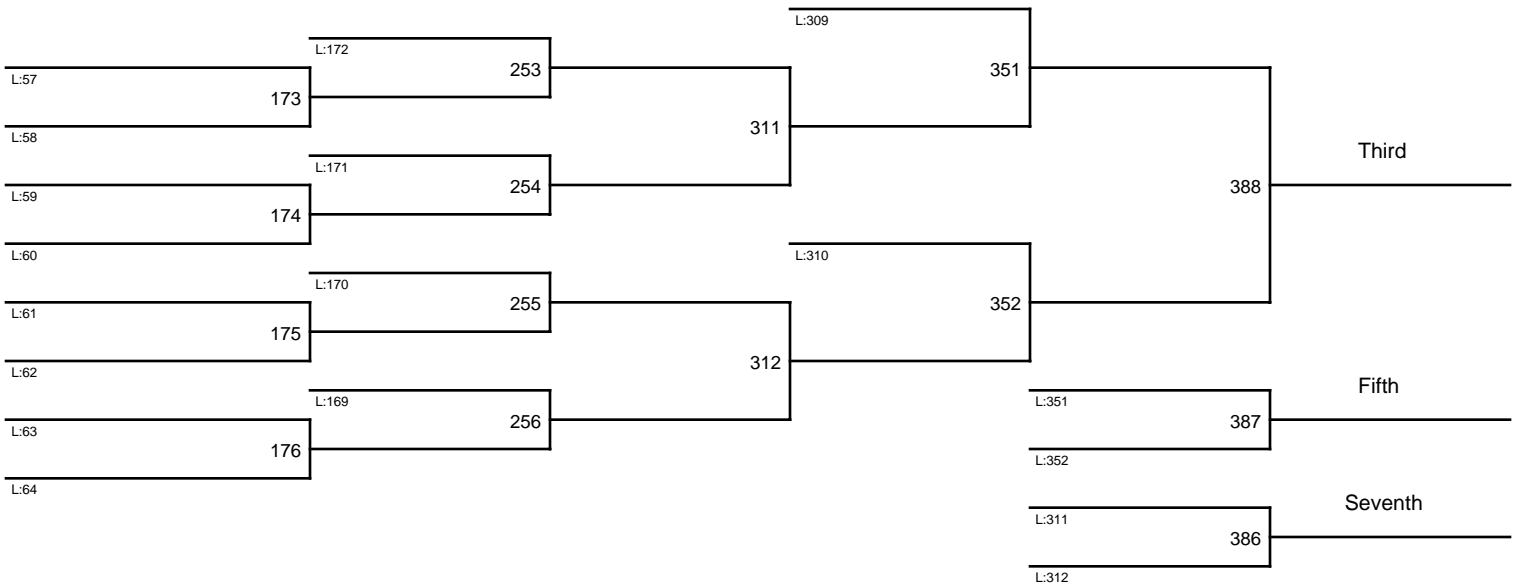 L:309
L:172
253
351
L:57
173
L:58
311
Third
L:171
L:59
254
388
174
L:60
L:310
L:170
255
352
L:61
175
L:62
312
Fifth
L:169
L:351
L:63
256
387
176
L:352
L:64
Seventh
L:311
386
L:312